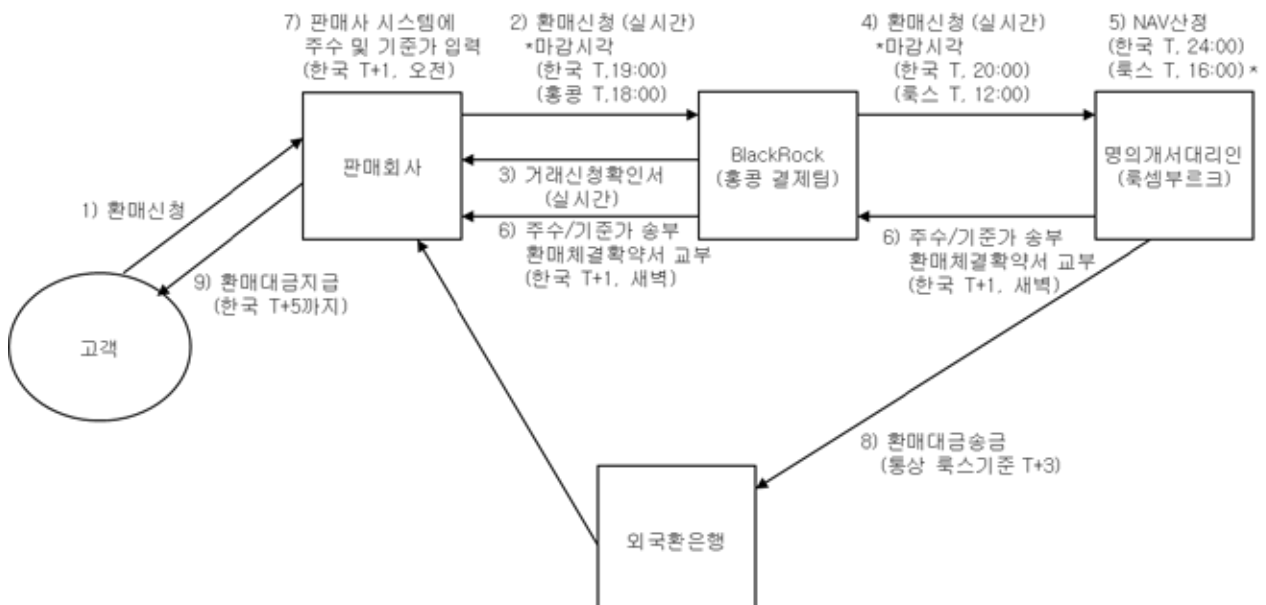 7) 판매사 시스템에
주수 및 기준가 입력
(한국 T+1, 오전)
2) 환매신청 (실시간)
*마감시각
(한국 T,19:00)
(홍콩 T,18:00)
4) 환매신청 (실시간)
*마감시각
(한국 T, 20:00)
(룩스 T, 12:00)
5) NAV산정
(한국 T, 24:00)
(룩스 T, 16:00)*
판매회사
BlackRock
(홍콩 결제팀)
명의개서대리인
(룩셈부르크)
3) 거래신청확인서
(실시간)
1) 환매신청
6) 주수/기준가 송부
환매체결확약서 교부
(한국 T+1, 새벽)
6) 주수/기준가 송부
환매체결확약서 교부
(한국 T+1, 새벽)
9) 환매대금지급
(한국 T+5까지)
고객
8) 환매대금송금
(통상 룩스기준 T+3)
외국환은행